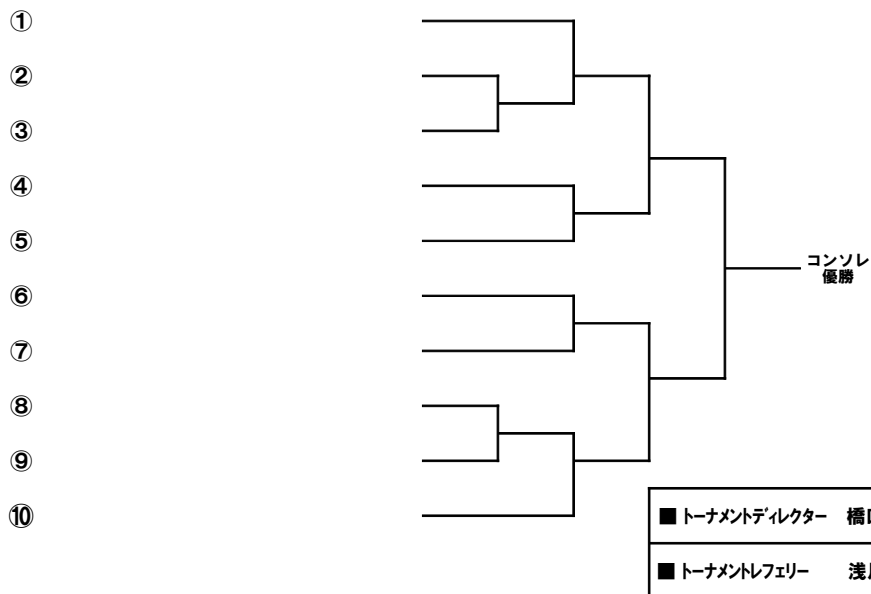 ①
②
③
④
⑤
⑥
⑦
⑧
⑨
⑩
コンソレ
優勝
■ トーナメントディレクター 橋
■ トーナメントレフェリー 浅